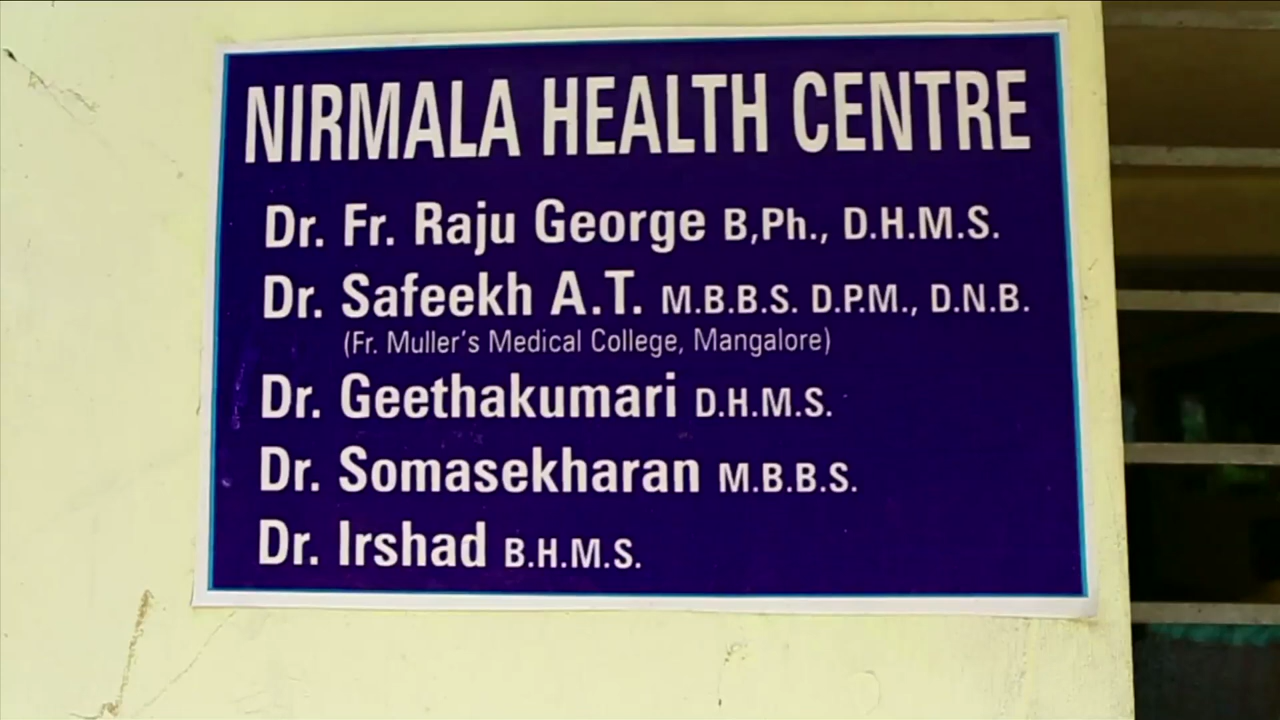 NIRMALA HEALTH CENTRE
Dr. Fr. Raju George B,Ph., D.H.M.S.
Dr. Safeekh A.T. M.B.B.S. D.P.M., D.N.B.
(Fr. Muller's Medical College, Mangalore)
Dr. Geethakumari D.H.M.S.
Dr. Somasekharan M.B.B.S.
Dr. Irshad B.H.M.S.